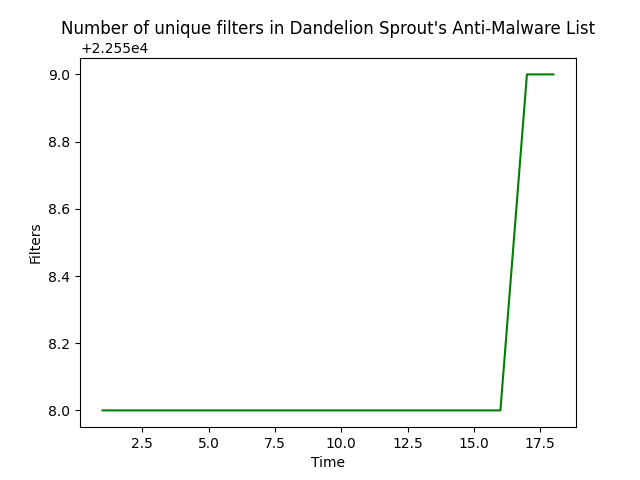 Number of unique filters in Dandelion Sprout's Anti-Malware List
+2.255e4
9.0
8.8
8.6
8.4
8.2
8.0
Filters
2.5 5.0 7.5 10.0 12.5 15.0 17.5
Time